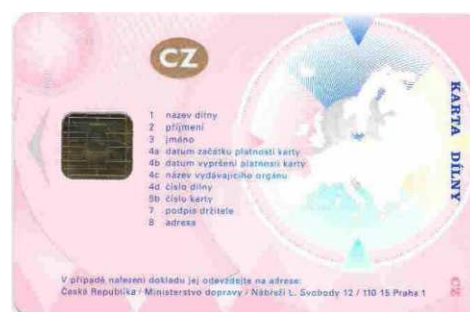 CZ
1 název dílny
2 příjmení
3 jméno
4a datum začátku platnosti karty
4b datum vypršení platnosti karty
4c název vydávajícího orgánu
4d číslo dílny
5b číslo karty
7 podpis držitele
8 adresa
KARTA DÍLNY
CZ
V případě nalezení dokladu jej odevzdejte na adrese:
Česká Republika / Ministerstvo dopravy / Nábřeží L. Svobody 12 / 110 15 Praha 1